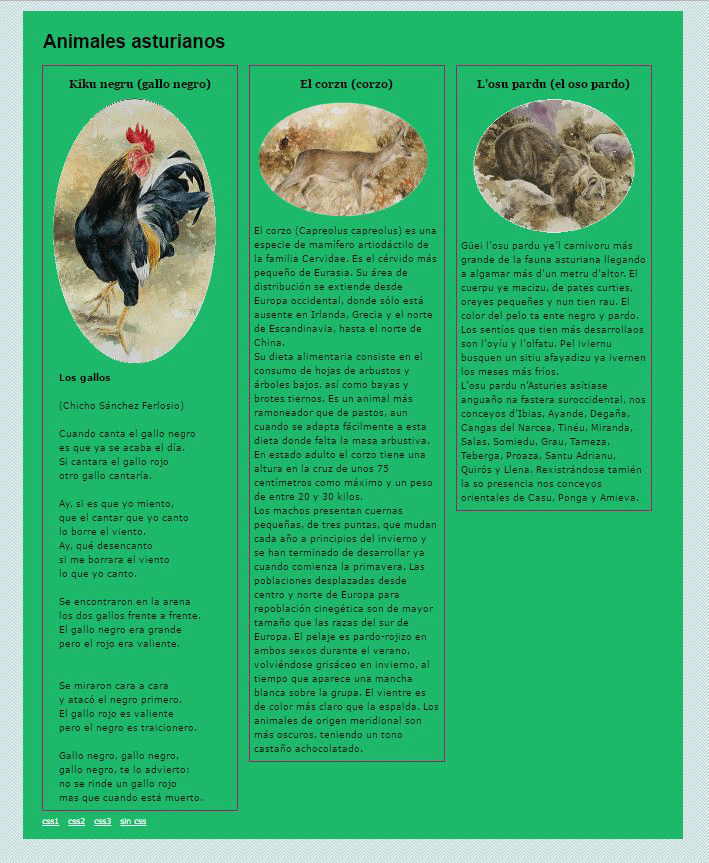 Animales asturianos
Kiku negru (gallo negro)
Los gallos
(Chicho Sánchez Ferlosio)
Cuando canta el gallo negro
es que ya se acaba el día.
Si cantara el gallo rojo
otro gallo cantaría.
Ay, si es que yo miento,
que el cantar que yo canto
lo borre el viento.
Ay, qué desencanto
si me borrara el viento
lo que yo canto.
Se encontraron en la arena
los dos gallos frente a frente.
El gallo negro era grande
pero el rojo era valiente.
Se miraron cara a cara
y atacó el negro primero.
El gallo rojo es valiente
pero el negro es traicionero.
Gallo negro, gallo negro,
gallo negro, te lo advierto:
no se rinde un gallo rojo
mas que cuando está muerto.
El corzu (corzo)
El corzo (Capreolus capreolus) es una
especie de mamífero artiodáctilo de
la familia Cervidae. Es el cérvido más
pequeño de Eurasia. Su área de
distribución se extiende desde
Europa occidental, donde sólo está
ausente en Irlanda, Grecia y el norte
de Escandinavia, hasta el norte de
China.
Su dieta alimentaria consiste en el
consumo de hojas de arbustos y
árboles bajos, así como bayas y
brotes tiernos. Es un animal más
ramoneador que de pastos, aun
cuando se adapta fácilmente a esta
dieta donde falta la masa arbustiva.
En estado adulto el corzo tiene una
altura en la cruz de unos 75
centímetros como máximo y un peso
de entre 20 y 30 kilos.
Los machos presentan cuernas
pequeñas, de tres puntas, que mudan
cada año a principios del invierno y
se han terminado de desarrollar ya
cuando comienza la primavera. Las
poblaciones desplazadas desde
centro y norte de Europa para
repoblación cinegética son de mayor
tamaño que las razas del sur de
Europa. El pelaje es pardo-rojizo en
ambos sexos durante el verano,
volviéndose grisáceo en invierno, al
tiempo que aparece una mancha
blanca sobre la grupa. El vientre es
de color más claro que la espalda. Los
animales de origen meridional son
más oscuros, teniendo un tono
castaño achocolatado.
L'osu pardu (el oso pardo)
Güei l'osu pardu ye'l carnívoru más
grande de la fauna asturiana llegando
a algamar más d'un metru d'altor. El
cuerpu ye macizu, de pates curties,
oreyes pequeñes y nun tien rau. El
color del pelo ta ente negro y pardo.
Los sentíos que tien más desarrollaos
son l'oyíu y l'olfatu. Pel iviernu
busquen un sitiu afayadizu ya ivernen
los meses más fríos.
L'osu pardu n'Asturies asítiase
anguaño na fastera suroccidental, nos
conceyos d'Ibias, Ayande, Degaña,
Cangas del Narcea, Tinéu, Miranda,
Salas, Somiedu, Grau, Tameza,
Teberga, Proaza, Santu Adrianu,
Quirós y Llena. Rexistrándose tamién
la so presencia nos conceyos
orientales de Casu, Ponga y Amieva.
css1 css2 css3 sin css